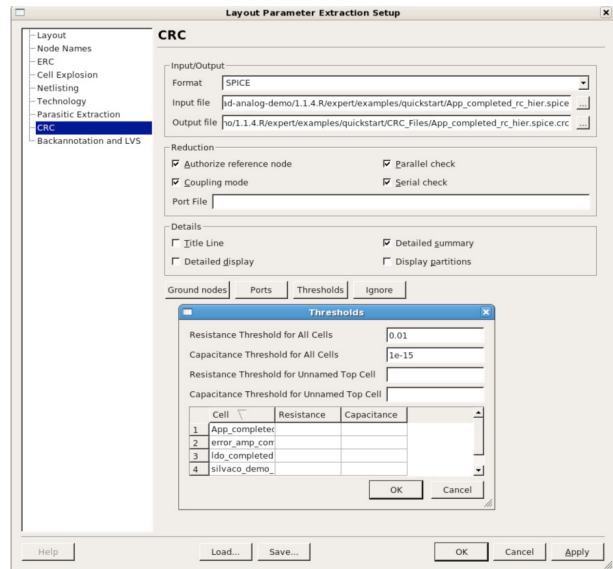 Layout Parameter Extraction Setup
Layout
Node Names
ERC
Cell Explosion
Netlisting
Technology
Parasitic Extraction
CRC
Backannotation and LVS
CRC
Input/Output
Format SPICE
Input file ad-analog-demo/1.1.4.R/expert/examples/quickstart/App_completed_rc_hier.spice ...
Output file no/1.1.4.R/expert/examples/quickstart/CRC_Files/App_completed_rc_hier.spice.crc ...
Reduction
Authorize reference node Parallel check
Coupling mode Serial check
Port File
Details
Title Line Detailed summary
Detailed display Display partitions
Ground nodes Ports Thresholds Ignore
Thresholds
Resistance Threshold for All Cells 0.01
Capacitance Threshold for All Cells 1e-15
Resistance Threshold for Unnamed Top Cell
Capacitance Threshold for Unnamed Top Cell
Cell Resistance Capacitance
1 App_completed
2 error_amp_com
3 ldo_completed
4 silvaco_demo_
OK Cancel
Help Load... Save... OK Cancel Apply